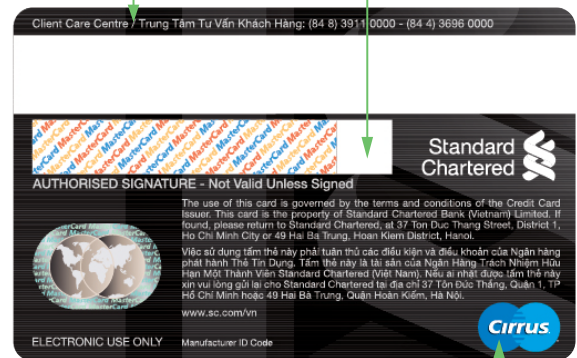 Client Care Centre / Trung Tâm Tư Vấn Khách Hàng: (84 8) 3911 0000 - (84 4) 3696 0000
MasterCard MasterCard MasterCard
Standard
Chartered
AUTHORISED SIGNATURE - Not Valid Unless Signed
The use of this card is governed by the terms and conditions of the Credit Card
Issuer. This card is the property of Standard Chartered Bank (Vietnam) Limited. If
found, please return to Standard Chartered, at 37 Ton Duc Thang Street, District 1,
Ho Chi Minh City or 49 Hai Ba Trung, Hoan Kiem District, Hanoi.
Việc sử dụng tấm thẻ này phải tuân thủ các điều kiện và điều khoản của Ngân hàng
phát hành Thẻ Tín Dụng. Tấm thẻ này là tài sản của Ngân Hàng Trách Nhiệm Hữu
Hạn Một Thành Viên Standard Chartered (Việt Nam). Nếu ai nhặt được tấm thẻ này
xin vui lòng gửi lại cho Standard Chartered tại địa chỉ 37 Tôn Đức Thắng, Quận 1, TP
Hồ Chí Minh hoặc 49 Hai Bà Trưng, Quận Hoàn Kiếm, Hà Nội.
www.sc.com/vn
Cirrus
ELECTRONIC USE ONLY Manufacturer ID Code